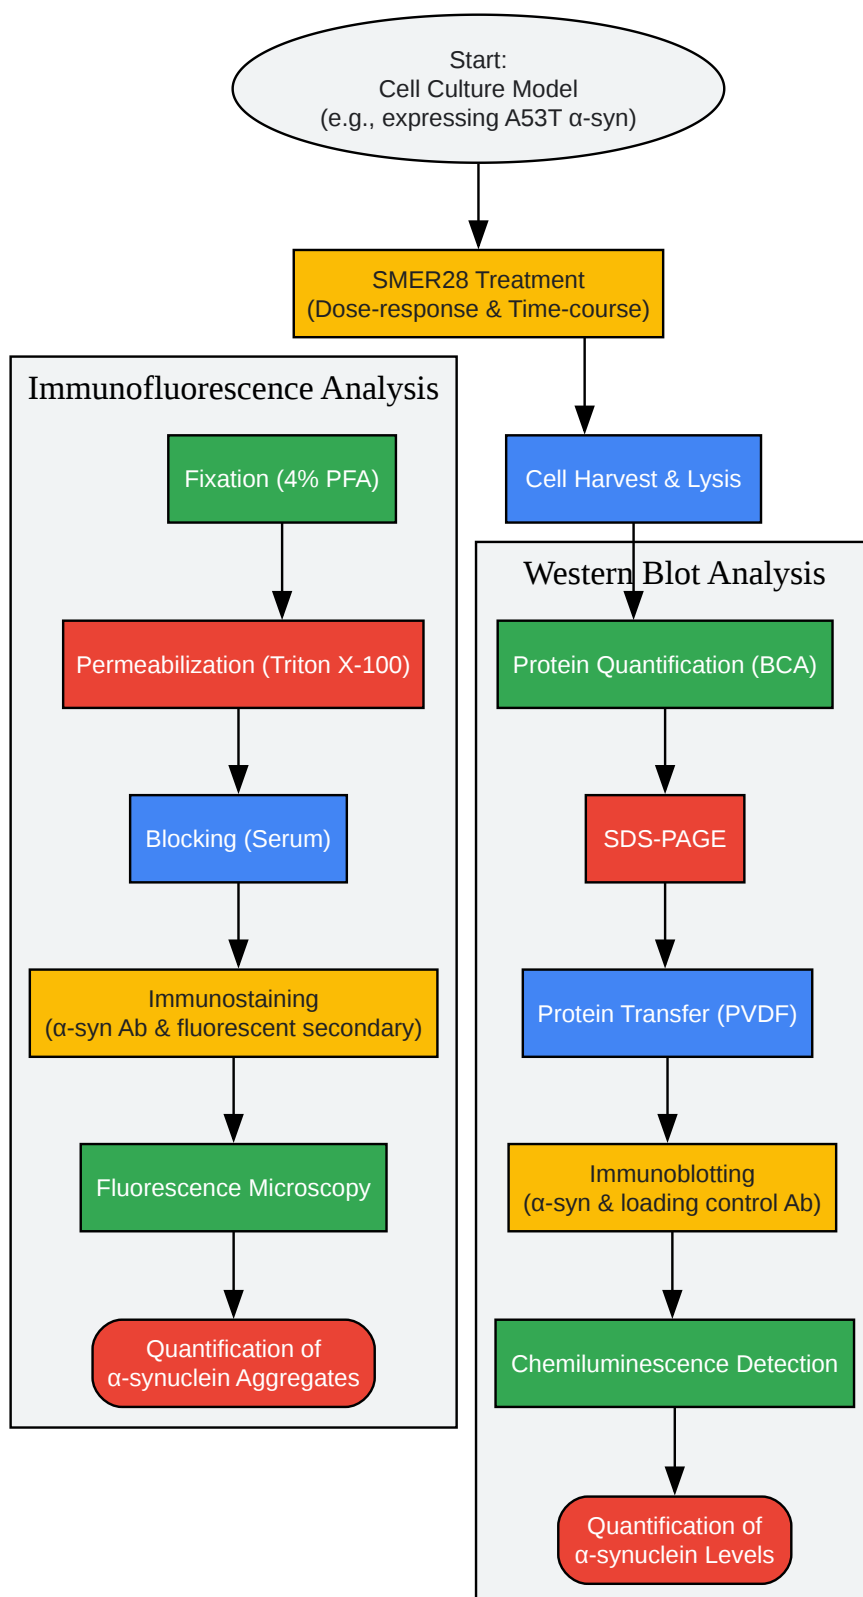 Start:
Cell Culture Model
(e.g., expressing A53T α-syn)
SMER28 Treatment
(Dose-response & Time-course)
Immunofluorescence Analysis
Fixation (4% PFA)
Permeabilization (Triton X-100)
Blocking (Serum)
Immunostaining
(α-syn Ab & fluorescent secondary)
Fluorescence Microscopy
Quantification of
α-synuclein Aggregates
Cell Harvest & Lysis
Western Blot Analysis
Protein Quantification (BCA)
SDS-PAGE
Protein Transfer (PVDF)
Immunoblotting
(α-syn & loading control Ab)
Chemiluminescence Detection
Quantification of
α-synuclein Levels